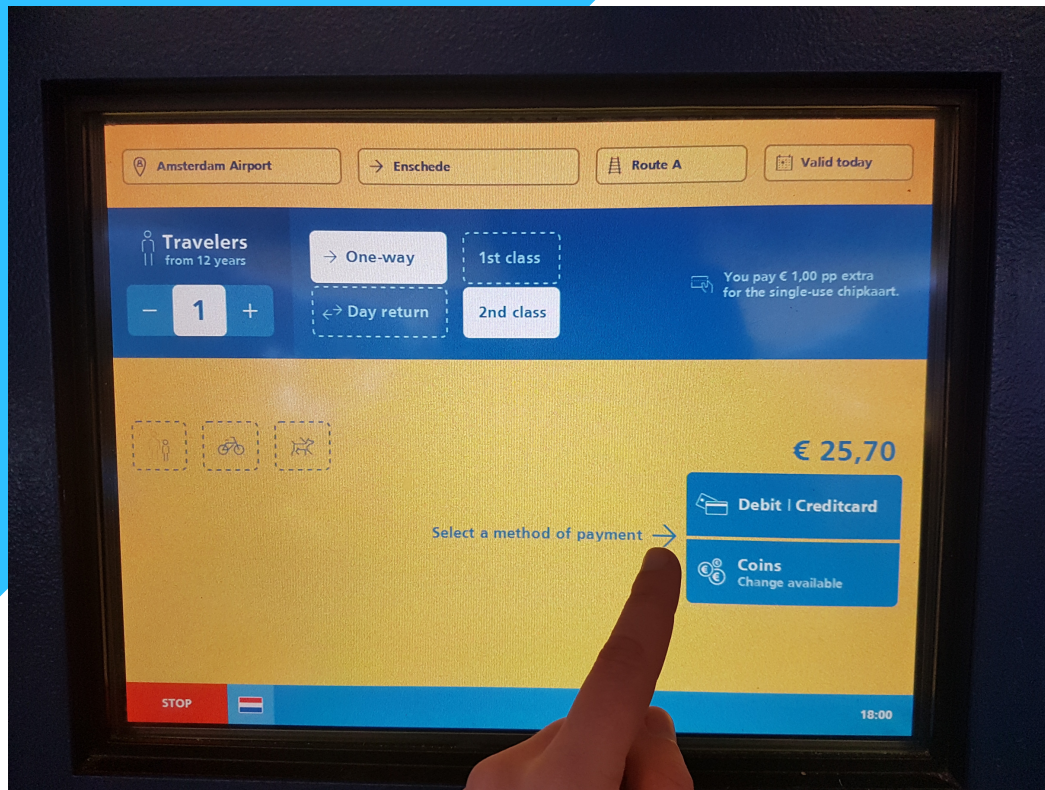 Amsterdam Airport
Enschede
Route A
Valid today
Travelers
from 12 years
One-way
1st class
You pay € 1,00 pp extra
for the single-use chipkaart.
1
Day return
2nd class
€ 25,70
Debit | Creditcard
Select a method of payment
Coins
Change available
STOP
18:00